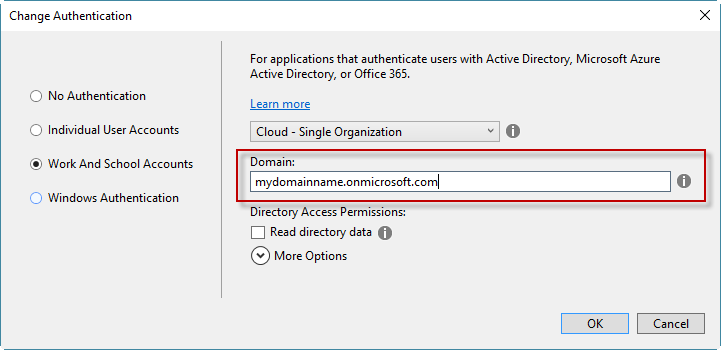 Change Authentication
No Authentication
Individual User Accounts
Work And School Accounts
Windows Authentication
For applications that authenticate users with Active Directory, Microsoft Azure
Active Directory, or Office 365.
Learn more
Cloud - Single Organization
Domain:
mydomainname.onmicrosoft.com
Directory Access Permissions:
Read directory data
More Options
OK
Cancel